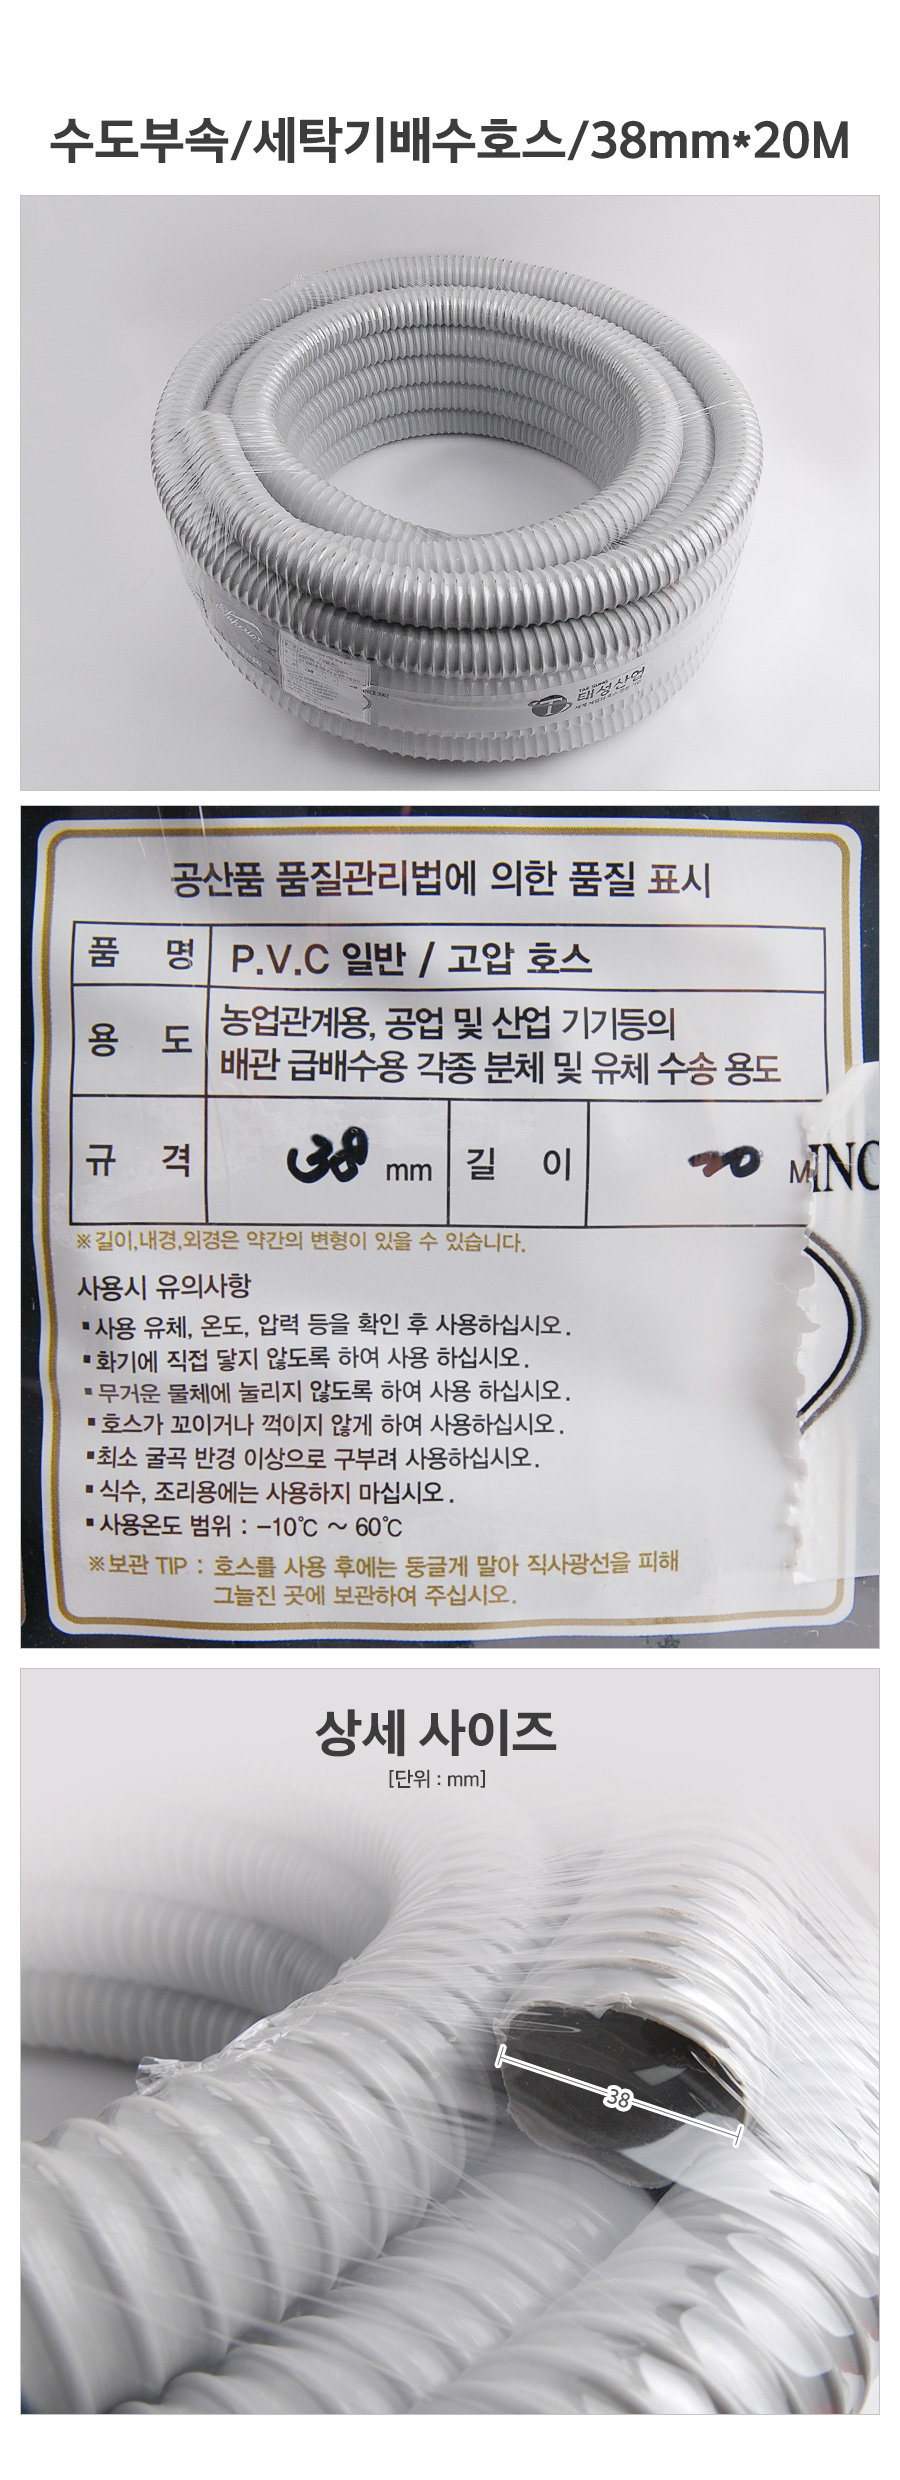 수도부속/세탁기배수호스/38mm*20M
Superior
TAE SUNG
태성산업
공산품 품질관리법에 의한 품질 표시
품 명 P.V.C 일반 / 고압 호스
용 도 농업관계용, 공업 및 산업 기기등의
배관 급배수용 각종 분체 및 유체 수송 용도
규 격 38 mm 길 이 20 M
INC
※길이,내경,외경은 약간의 변형이 있을 수 있습니다.
사용시 유의사항
▪사용 유체, 온도, 압력 등을 확인 후 사용하십시오.
▪화기에 직접 닿지 않도록 하여 사용 하십시오.
▪무거운 물체에 눌리지 않도록 하여 사용 하십시오.
▪호스가 꼬이거나 꺽이지 않게 하여 사용하십시오.
▪최소 굴곡 반경 이상으로 구부려 사용하십시오.
▪식수, 조리용에는 사용하지 마십시오.
▪사용온도 범위 : -10℃ ~ 60℃
※보관 TIP : 호스를 사용 후에는 둥글게 말아 직사광선을 피해
그늘진 곳에 보관하여 주십시오.
상세 사이즈
[단위 : mm]
38